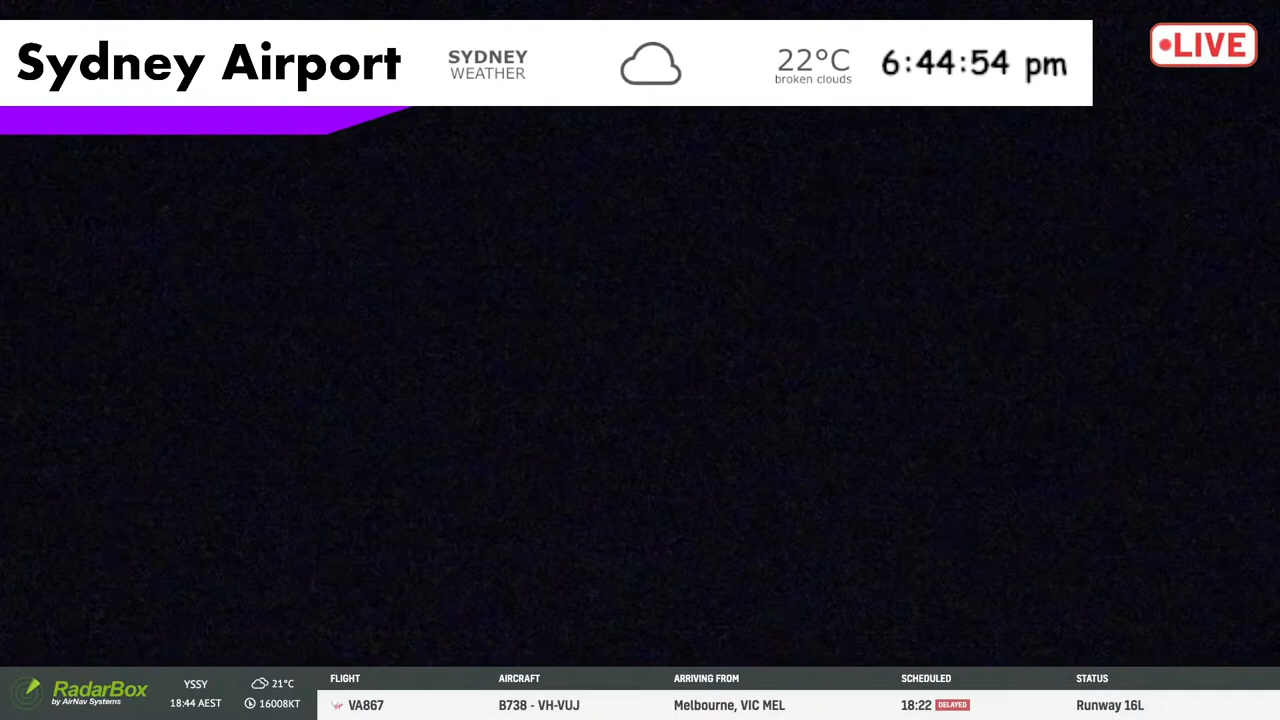 Sydney Airport
SYDNEY
WEATHER
22°C
broken clouds
6:44:54 pm
LIVE
RadarBox
by AirNav Systems
YSSY
18:44 AEST
21°C
16008KT
FLIGHT AIRCRAFT ARRIVING FROM SCHEDULED STATUS
VA867 B738 - VH-VUJ Melbourne, VIC MEL 18:22 DELAYED Runway 16L